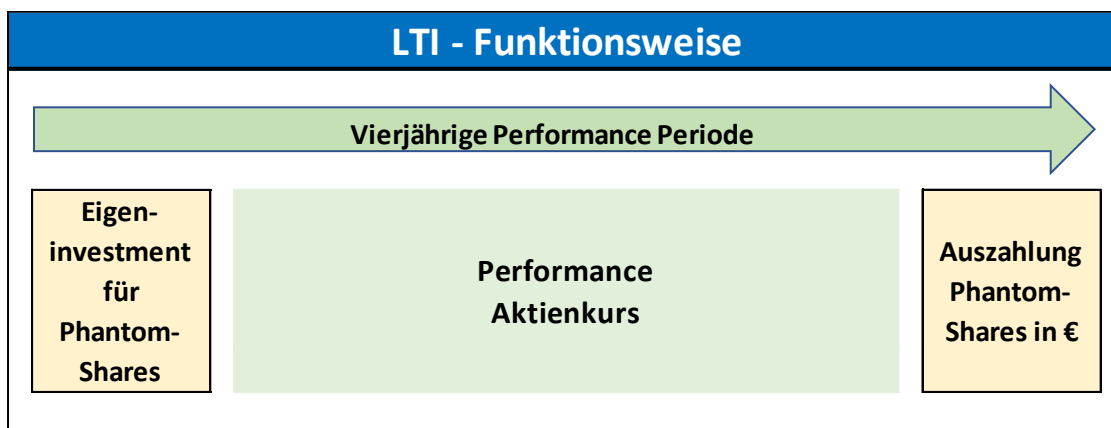 LTI - Funktionsweise
Vierjährige Performance Periode
Eigen-
investment
für
Phantom-
Shares
Performance
Aktienkurs
Auszahlung
Phantom-
Shares in €